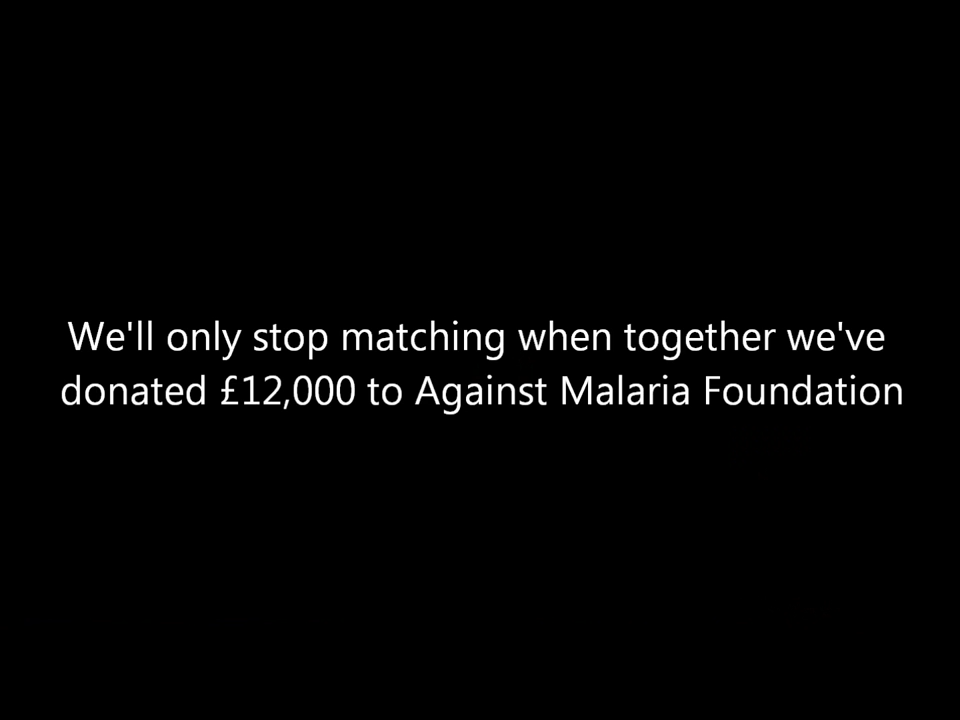 We'll only stop matching when together we've
donated £12,000 to Against Malaria Foundation